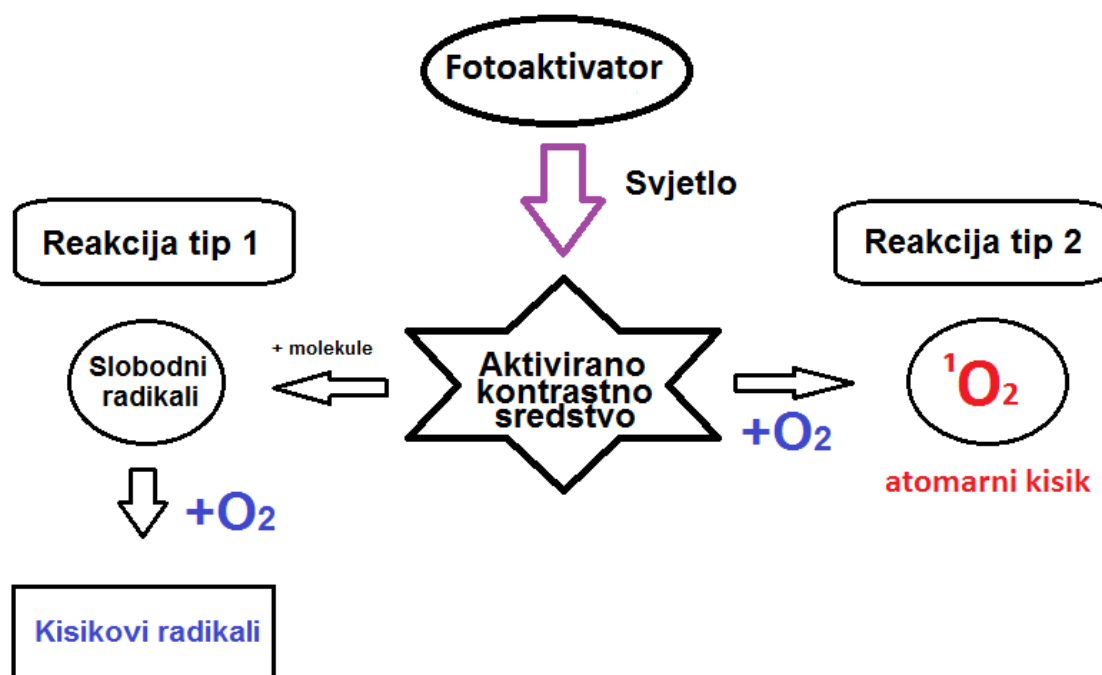 Fotoaktivator
Svjetlo
Reakcija tip 1
Reakcija tip 2
+ molekule
Slobodni
radikali
Aktivirano
kontrastno
sredstvo
¹O₂
+O₂
atomarni kisik
+O₂
Kisikovi radikali